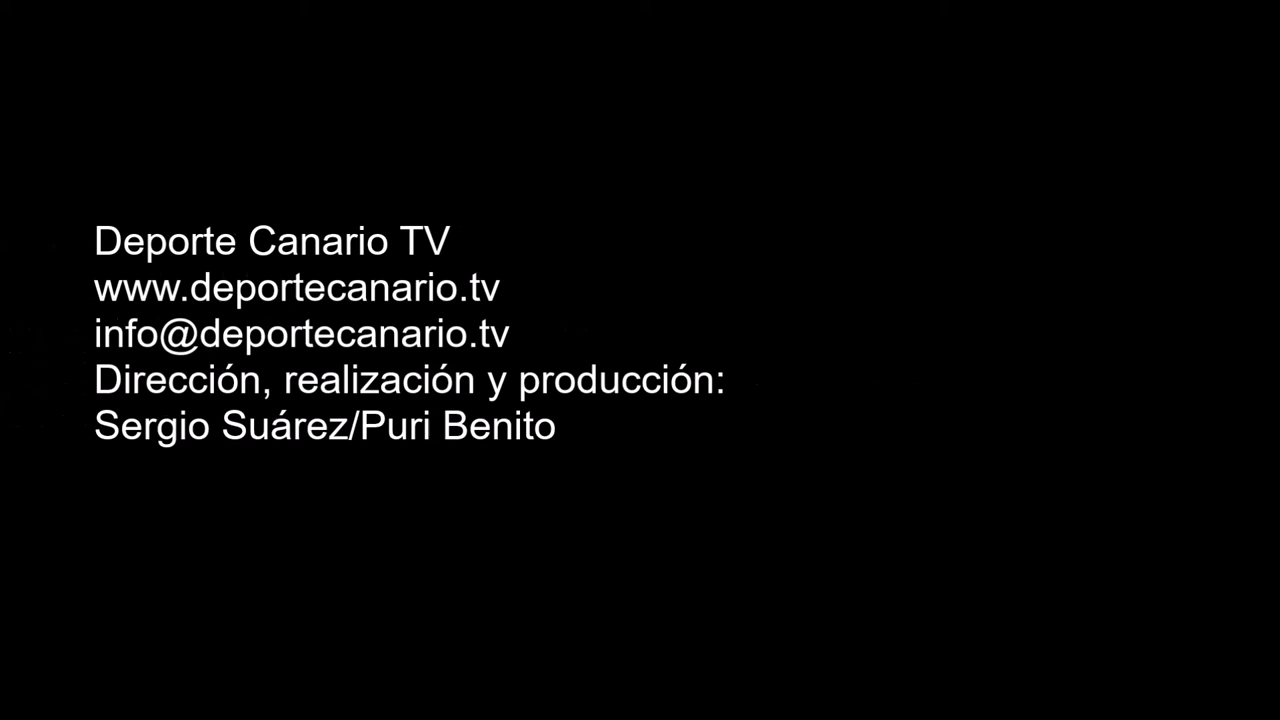 Deporte Canario TV
www.deportecanario.tv
info@deportecanario.tv
Dirección, realización y producción:
Sergio Suárez/Puri Benito